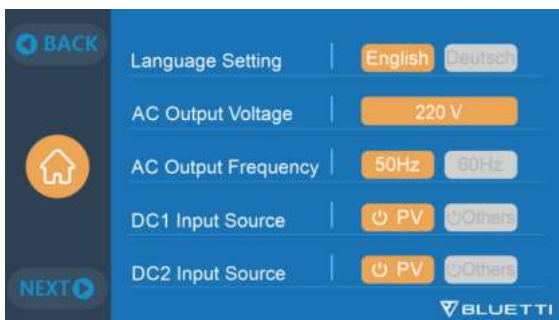 BACK
Language Setting English Deutsch
AC Output Voltage 220 V
AC Output Frequency 50Hz 60Hz
DC1 Input Source PV Others
DC2 Input Source PV Others
NEXT
BLUETTI